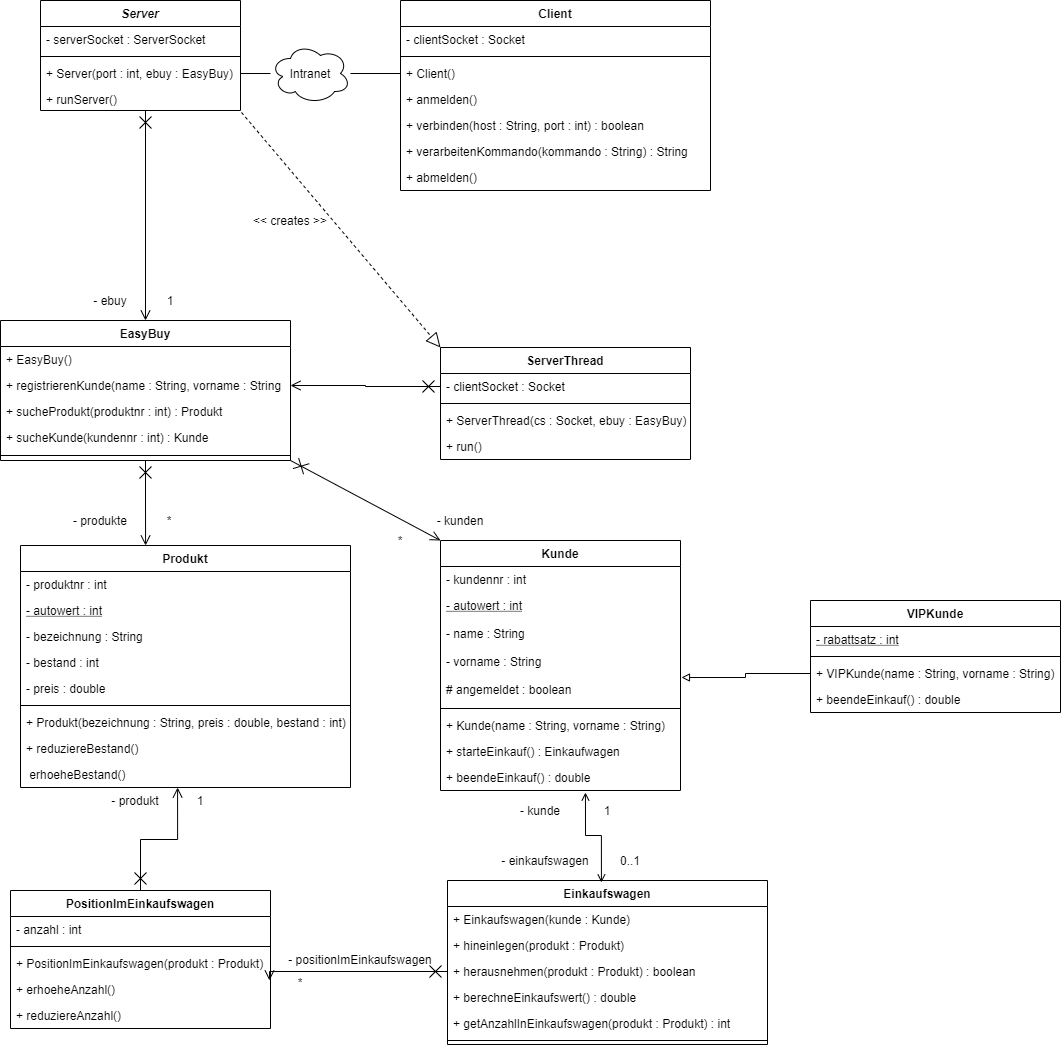 Server
- serverSocket : ServerSocket
+ Server(port : int, ebuy : EasyBuy)
+ runServer()
Intranet
Client
- clientSocket : Socket
+ Client()
+ anmelden()
+ verbinden(host : String, port : int) : boolean
+ verarbeitenKommando(kommando : String) : String
+ abmelden()
<< creates >>
- ebuy
1
EasyBuy
+ EasyBuy()
+ registrierenKunde(name : String, vorname : String
+ sucheProdukt(produktnr : int) : Produkt
+ sucheKunde(kundennr : int) : Kunde
ServerThread
- clientSocket : Socket
+ ServerThread(cs : Socket, ebuy : EasyBuy)
+ run()
- produkte
*
- kunden
*
Produkt
- produktnr : int
- autowert : int
- bezeichnung : String
- bestand : int
- preis : double
+ Produkt(bezeichnung : String, preis : double, bestand : int)
+ reduziereBestand()
erhoeheBestand()
Kunde
- kundennr : int
- autowert : int
- name : String
- vorname : String
# angemeldet : boolean
+ Kunde(name : String, vorname : String)
+ starteEinkauf() : Einkaufwagen
+ beendeEinkauf() : double
VIPKunde
- rabattsatz : int
+ VIPKunde(name : String, vorname : String)
+ beendeEinkauf() : double
- produkt
1
- kunde
1
- einkaufswagen
0..1
PositionImEinkaufswagen
- anzahl : int
+ PositionImEinkaufswagen(produkt : Produkt)
+ erhoeheAnzahl()
+ reduziereAnzahl()
- positionImEinkaufswagen
*
Einkaufswagen
+ Einkaufswagen(kunde : Kunde)
+ hineinlegen(produkt : Produkt)
+ herausnehmen(produkt : Produkt) : boolean
+ berechneEinkaufswert() : double
+ getAnzahlInEinkaufswagen(produkt : Produkt) : int